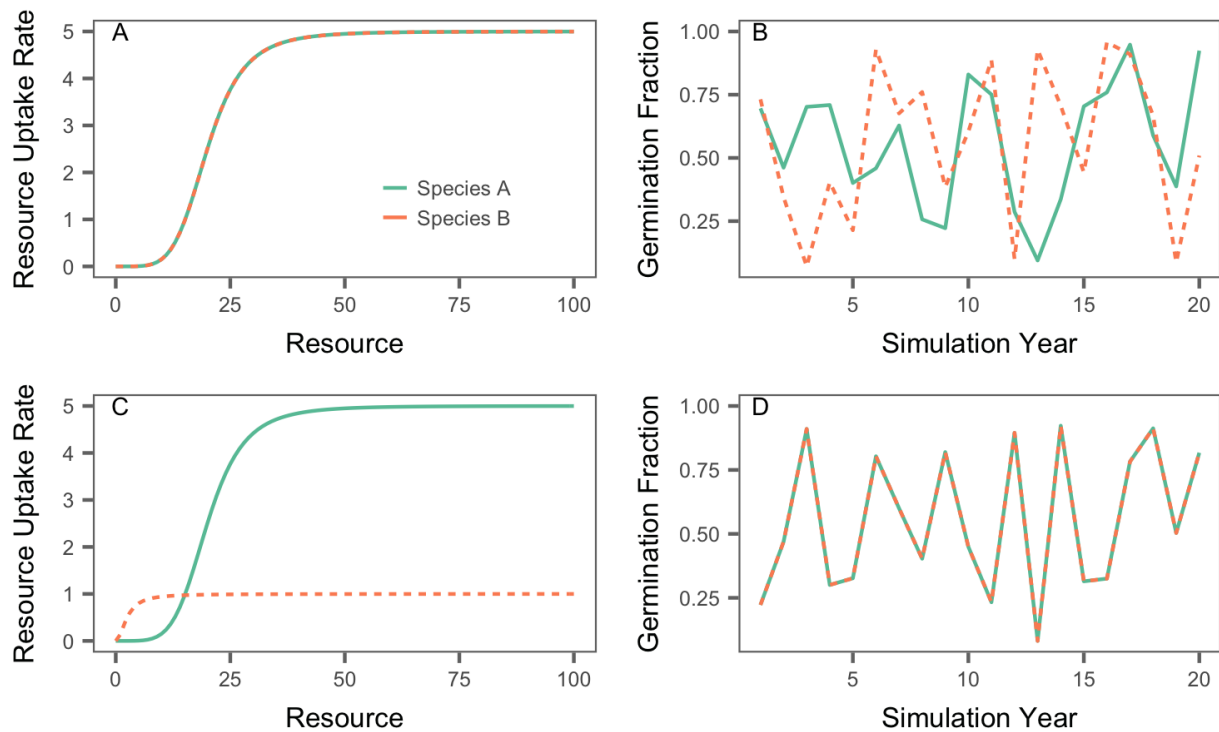 A
Resource Uptake Rate
5
4
3
2
1
0
0 25 50 75 100
Resource
Species A
Species B
B
Germination Fraction
1.00
0.75
0.50
0.25
5 10 15 20
Simulation Year
C
Resource Uptake Rate
5
4
3
2
1
0
0 25 50 75 100
Resource
D
Germination Fraction
1.00
0.75
0.50
0.25
5 10 15 20
Simulation Year